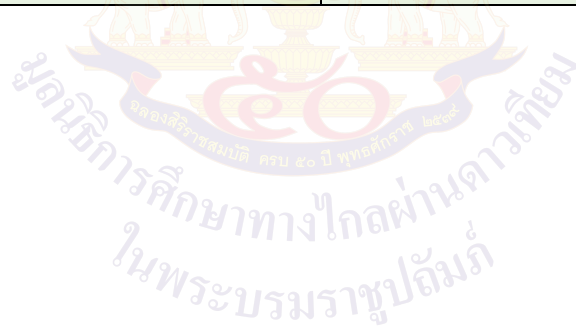 ๕๐
ฉลองสิริราชสมบัติ ครบ ๕๐ ปี พุทธศักราช ๒๕๓๙
มูลนิธิการศึกษาทางไกลผ่านดาวเทียม
ในพระบรมราชูปถัมภ์